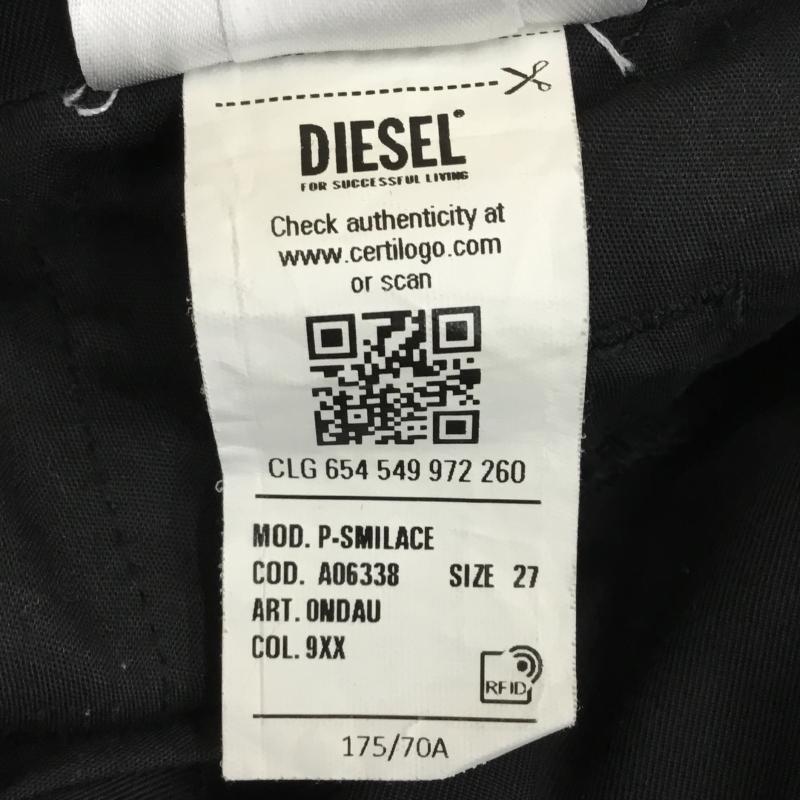 DIESEL
FOR SUCCESSFUL LIVING
Check authenticity at
www.certilogo.com
or scan
CLG 654 549 972 260
MOD. P-SMILACE
COD. A06338 SIZE 27
ART. 0NDAU
COL. 9XX
RFID
175/70A